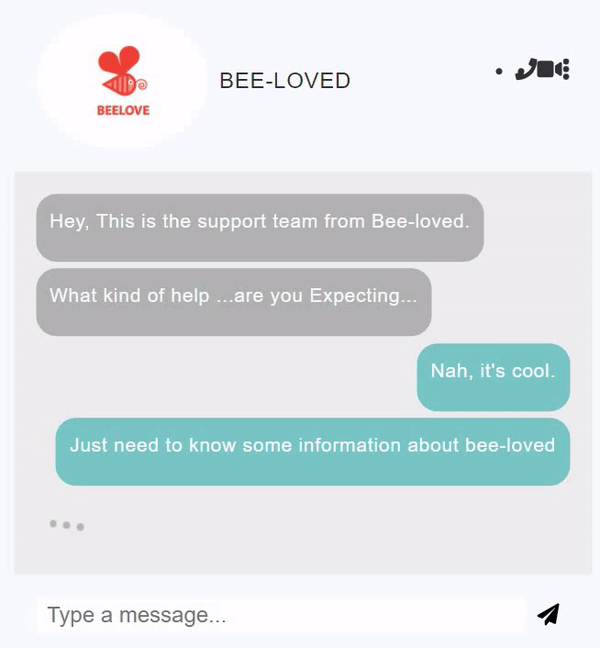 BEELOVE
BEE-LOVED
Hey, This is the support team from Bee-loved.
What kind of help ...are you Expecting...
Nah, it's cool.
Just need to know some information about bee-loved
Type a message...